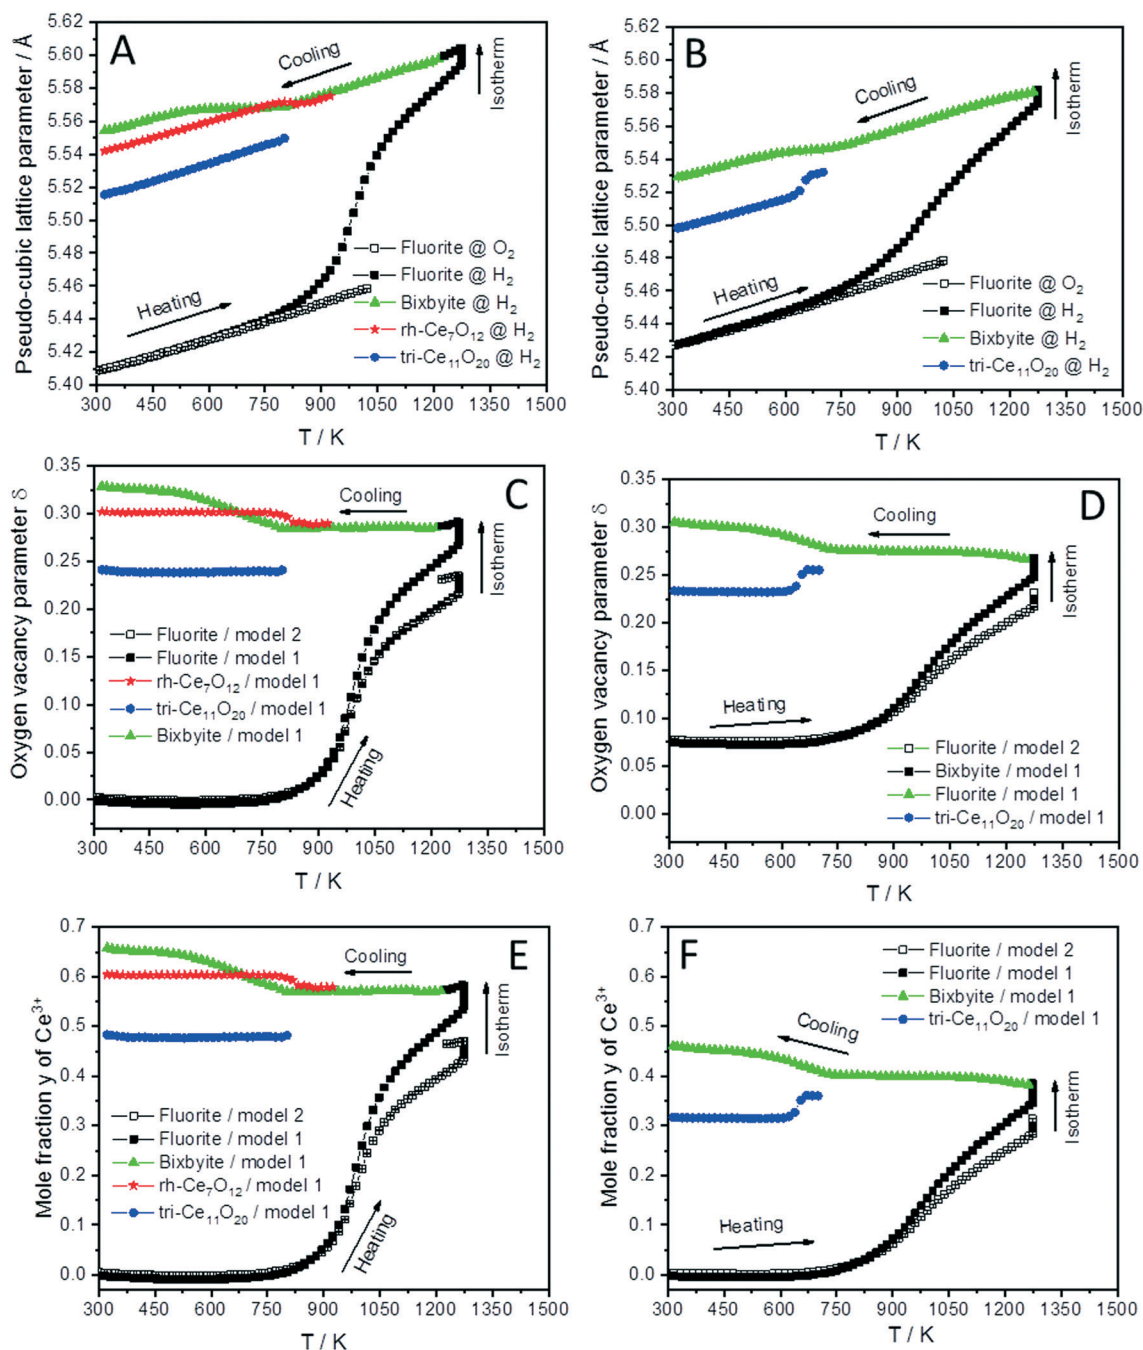 A
Pseudo-cubic lattice parameter / Å
5.62
5.60
5.58
5.56
5.54
5.52
5.50
5.48
5.46
5.44
5.42
5.40
Cooling
Isotherm
Heating
Fluorite @ O₂
Fluorite @ H₂
Bixbyite @ H₂
rh-Ce₇O₁₂ @ H₂
tri-Ce₁₁O₂₀ @ H₂
300 450 600 750 900 1050 1200 1350 1500
T / K
B
Pseudo-cubic lattice parameter / Å
5.62
5.60
5.58
5.56
5.54
5.52
5.50
5.48
5.46
5.44
5.42
5.40
Cooling
Isotherm
Heating
Fluorite @ O₂
Fluorite @ H₂
Bixbyite @ H₂
tri-Ce₁₁O₂₀ @ H₂
300 450 600 750 900 1050 1200 1350 1500
T / K
C
Oxygen vacancy parameter δ
0.35
0.30
0.25
0.20
0.15
0.10
0.05
0.00
Cooling
Isotherm
Heating
Fluorite / model 2
Fluorite / model 1
rh-Ce₇O₁₂ / model 1
tri-Ce₁₁O₂₀ / model 1
Bixbyite / model 1
300 450 600 750 900 1050 1200 1350 1500
T / K
D
Oxygen vacancy parameter δ
0.35
0.30
0.25
0.20
0.15
0.10
0.05
0.00
Cooling
Isotherm
Heating
Fluorite / model 2
Bixbyite / model 1
Fluorite / model 1
tri-Ce₁₁O₂₀ / model 1
300 450 600 750 900 1050 1200 1350 1500
T / K
E
Mole fraction y of Ce³⁺
0.7
0.6
0.5
0.4
0.3
0.2
0.1
0.0
Cooling
Isotherm
Heating
Fluorite / model 2
Fluorite / model 1
Bixbyite / model 1
rh-Ce₇O₁₂ / model 1
tri-Ce₁₁O₂₀ / model 1
300 450 600 750 900 1050 1200 1350 1500
T / K
F
Mole fraction y of Ce³⁺
0.7
0.6
0.5
0.4
0.3
0.2
0.1
0.0
Fluorite / model 2
Fluorite / model 1
Bixbyite / model 1
tri-Ce₁₁O₂₀ / model 1
Cooling
Isotherm
Heating
300 450 600 750 900 1050 1200 1350 1500
T / K